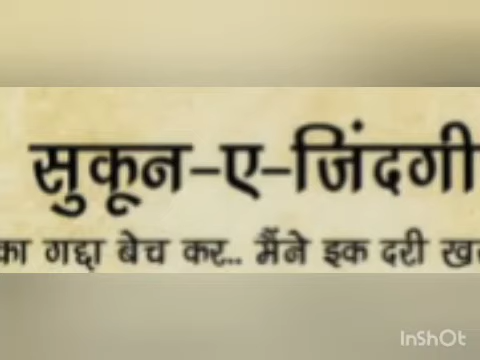 सुकून-ए-जिंदगी
का गद्दा बेच कर.. मैंने इक दरी
InShOt